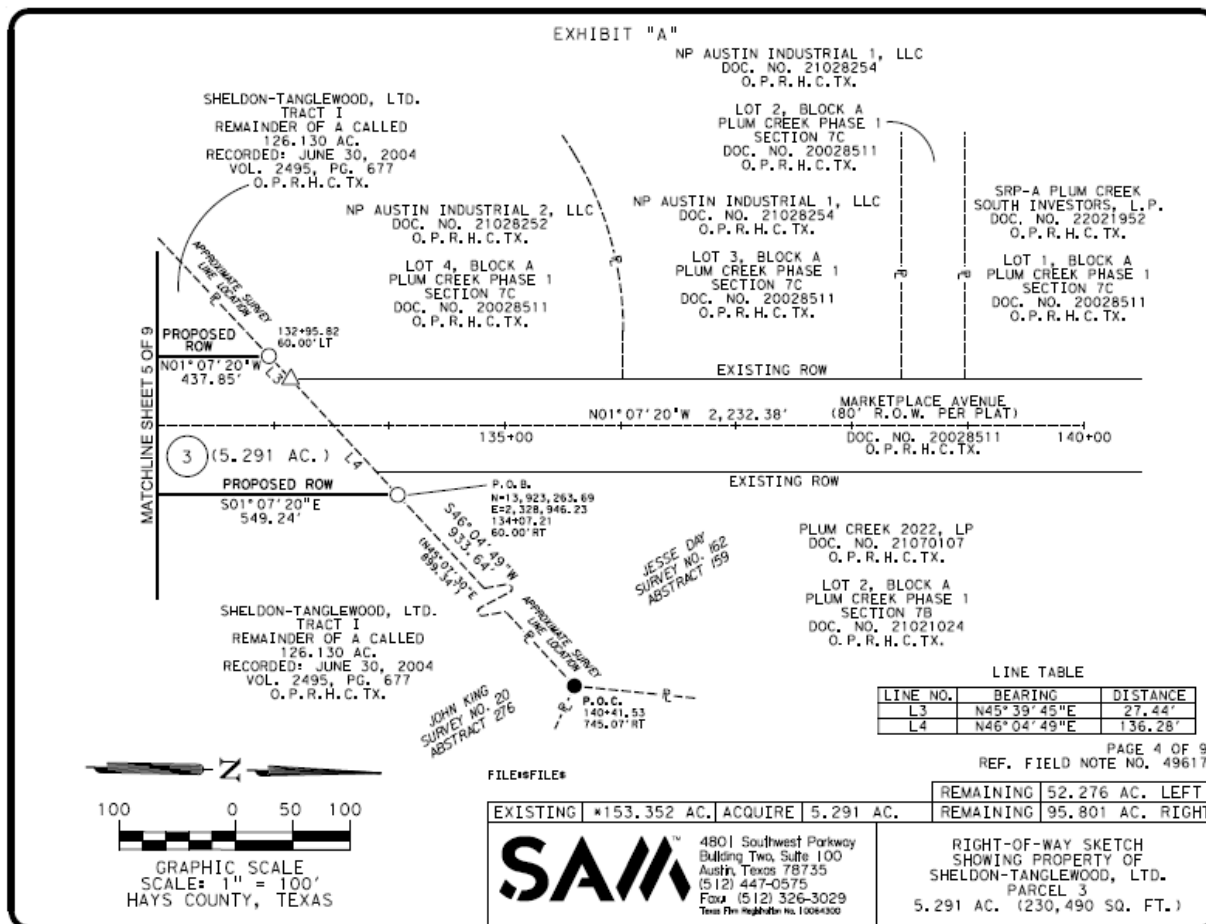 EXHIBIT "A"
NP AUSTIN INDUSTRIAL 1, LLC
DOC. NO. 21028254
O.P.R.H.C.TX.
LOT 2, BLOCK A
PLUM CREEK PHASE 1
SECTION 7C
DOC. NO. 20028511
O.P.R.H.C.TX.
SHELDON-TANGLEWOOD, LTD.
TRACT I
REMAINDER OF A CALLED
126.130 AC.
RECORDED: JUNE 30, 2004
VOL. 2495, PG. 677
O.P.R.H.C.TX.
NP AUSTIN INDUSTRIAL 2, LLC
DOC. NO. 21028252
O.P.R.H.C.TX.
LOT 4, BLOCK A
PLUM CREEK PHASE 1
SECTION 7C
DOC. NO. 20028511
O.P.R.H.C.TX.
NP AUSTIN INDUSTRIAL 1, LLC
DOC. NO. 21028254
O.P.R.H.C.TX.
LOT 3, BLOCK A
PLUM CREEK PHASE 1
SECTION 7C
DOC. NO. 20028511
O.P.R.H.C.TX.
SRP-A PLUM CREEK
SOUTH INVESTORS, L.P.
DOC. NO. 22021952
O.P.R.H.C.TX.
LOT 1, BLOCK A
PLUM CREEK PHASE 1
SECTION 7C
DOC. NO. 20028511
O.P.R.H.C.TX.
APPROXIMATE SURVEY
LINE LOCATION
MATCHLINE SHEET 5 OF 9
PROPOSED
ROW
N01°07'20"W
437.85'
132+95.82
60.00'LT
L3
EXISTING ROW
N01°07'20"W 2,232.38'
MARKETPLACE AVENUE
(80' R.O.W. PER PLAT)
DOC. NO. 20028511
O.P.R.H.C.TX.
135+00
140+00
3
(5.291 AC.)
L4
PROPOSED ROW
S01°07'20"E
549.24'
EXISTING ROW
P.O.B.
N=13,923,263.69
E=2,328,946.23
134+07.21
60.00'RT
S46°04'49"W
933.64'
(N45°07'30"E
899.34')
JESSE DAY
SURVEY NO. 162
ABSTRACT 159
PLUM CREEK 2022, LP
DOC. NO. 21070107
O.P.R.H.C.TX.
LOT 2, BLOCK A
PLUM CREEK PHASE 1
SECTION 7B
DOC. NO. 21021024
O.P.R.H.C.TX.
SHELDON-TANGLEWOOD, LTD.
TRACT I
REMAINDER OF A CALLED
126.130 AC.
RECORDED: JUNE 30, 2004
VOL. 2495, PG. 677
O.P.R.H.C.TX.
APPROXIMATE SURVEY
LINE LOCATION
JOHN KING
SURVEY NO. 20
ABSTRACT 276
P.O.C.
140+41.53
745.07'RT
LINE TABLE
LINE NO. BEARING DISTANCE
L3 N45°39'45"E 27.44'
L4 N46°04'49"E 136.28'
PAGE 4 OF 9
REF. FIELD NOTE NO. 49617
N
100 0 50 100
GRAPHIC SCALE
SCALE: 1" = 100'
HAYS COUNTY, TEXAS
FILE:$FILE$
REMAINING 52.276 AC. LEFT
EXISTING *153.352 AC. ACQUIRE 5.291 AC. REMAINING 95.801 AC. RIGHT
SAM™
4801 Southwest Parkway
Building Two, Suite 100
Austin, Texas 78735
(512) 447-0575
Fax: (512) 326-3029
Texas Firm Registration No. 10064300
RIGHT-OF-WAY SKETCH
SHOWING PROPERTY OF
SHELDON-TANGLEWOOD, LTD.
PARCEL 3
5.291 AC. (230,490 SQ. FT.)